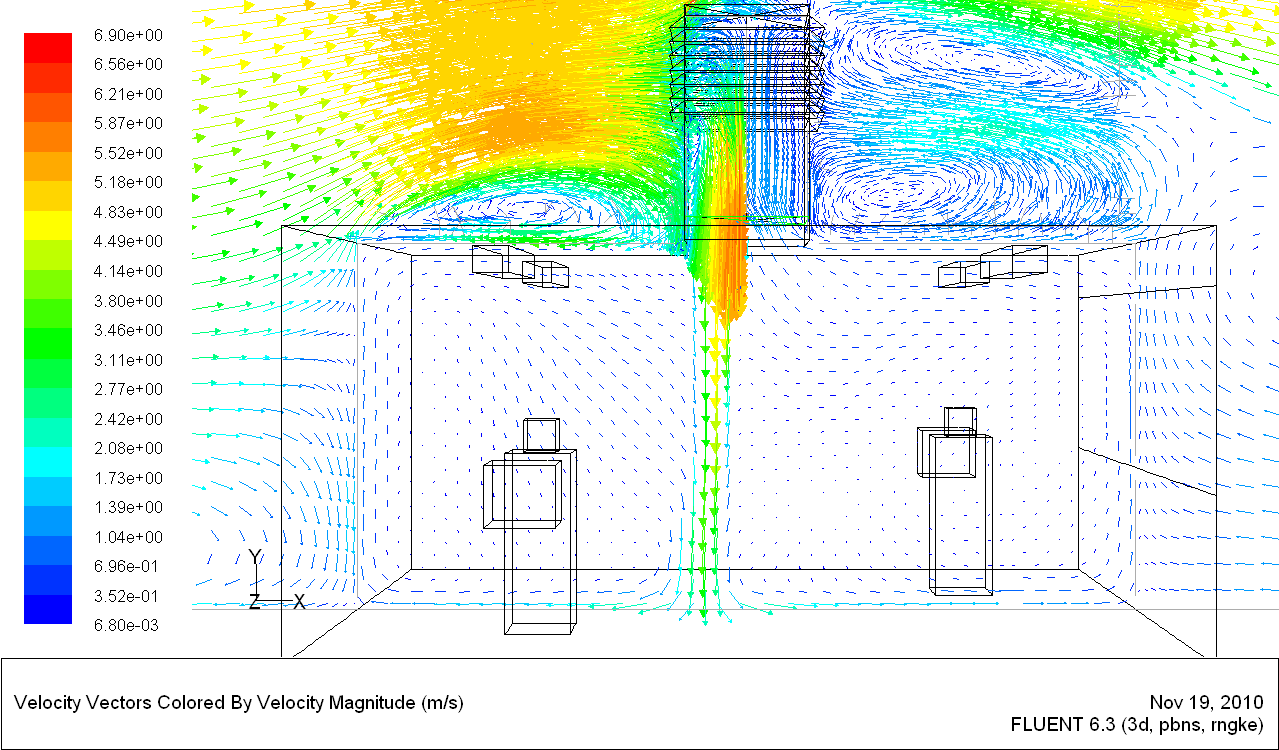 6.90e+00
6.56e+00
6.21e+00
5.87e+00
5.52e+00
5.18e+00
4.83e+00
4.49e+00
4.14e+00
3.80e+00
3.46e+00
3.11e+00
2.77e+00
2.42e+00
2.08e+00
1.73e+00
1.39e+00
1.04e+00
6.96e-01
3.52e-01
6.80e-03
Y
Z X
Velocity Vectors Colored By Velocity Magnitude (m/s)
Nov 19, 2010
FLUENT 6.3 (3d, pbns, rngke)